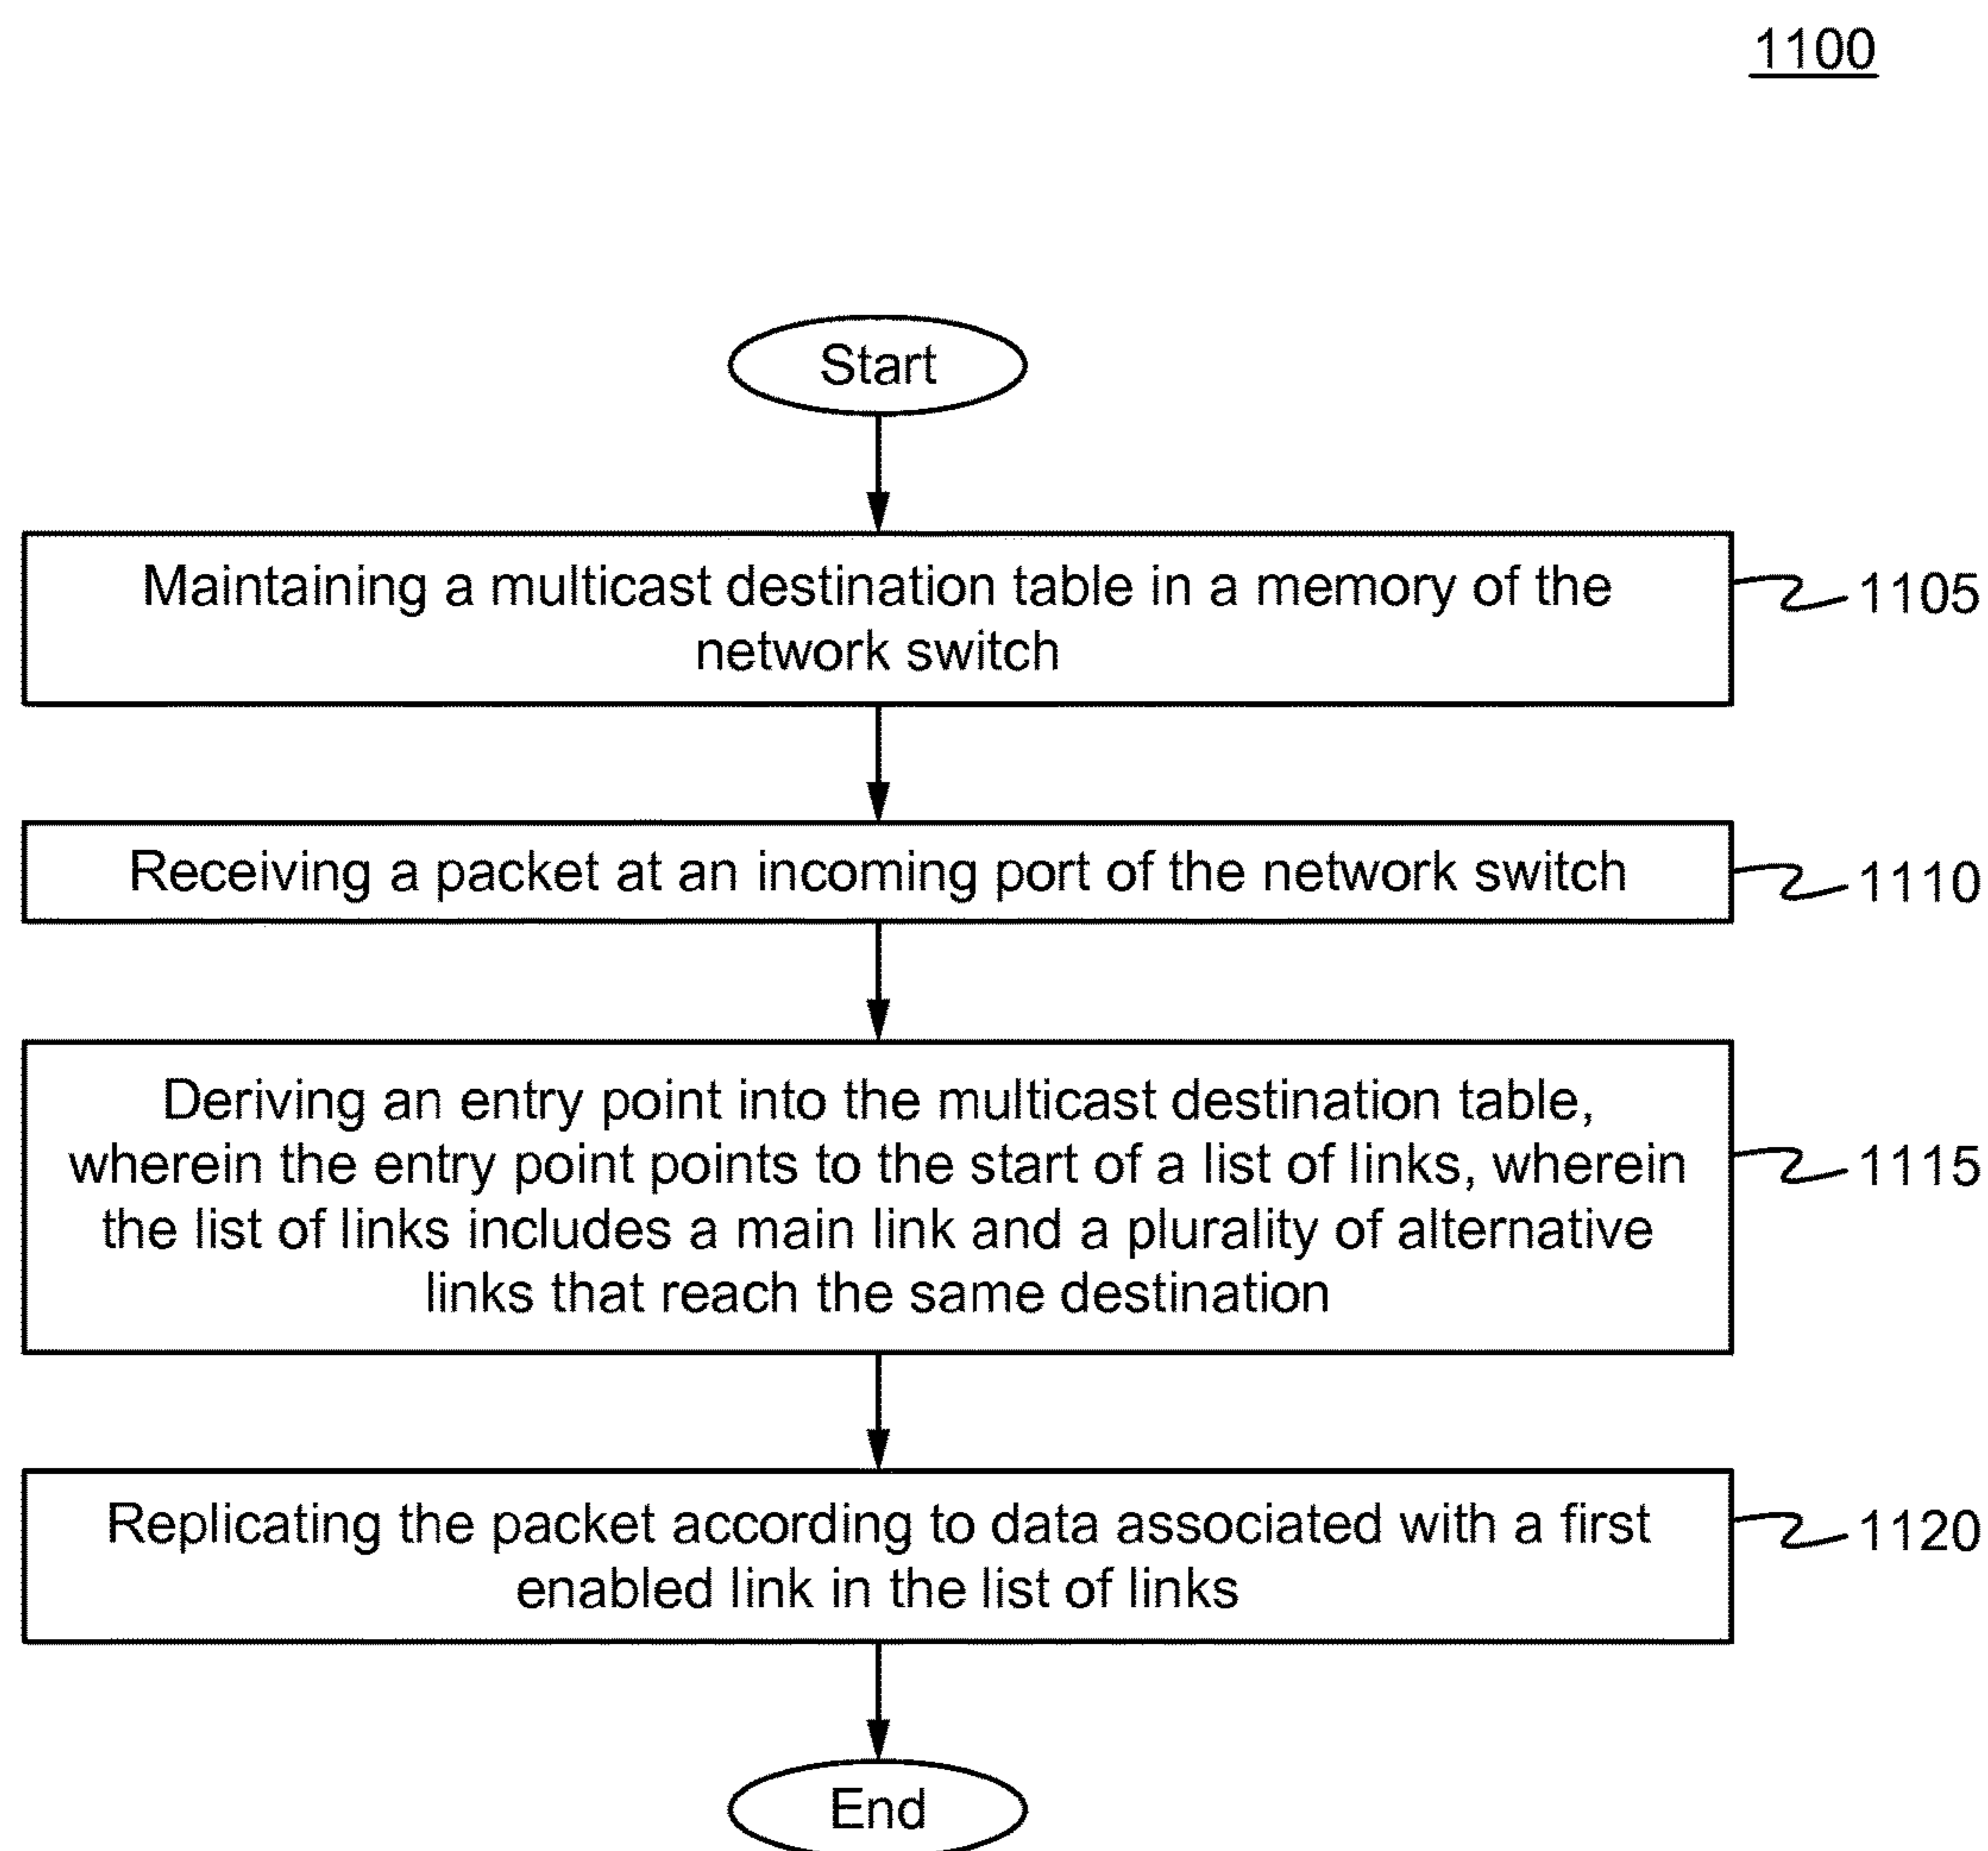 1100
Start
Maintaining a multicast destination table in a memory of the
network switch
1105
Receiving a packet at an incoming port of the network switch
1110
Deriving an entry point into the multicast destination table,
wherein the entry point points to the start of a list of links, wherein
the list of links includes a main link and a plurality of alternative
links that reach the same destination
1115
Replicating the packet according to data associated with a first
enabled link in the list of links
1120
End